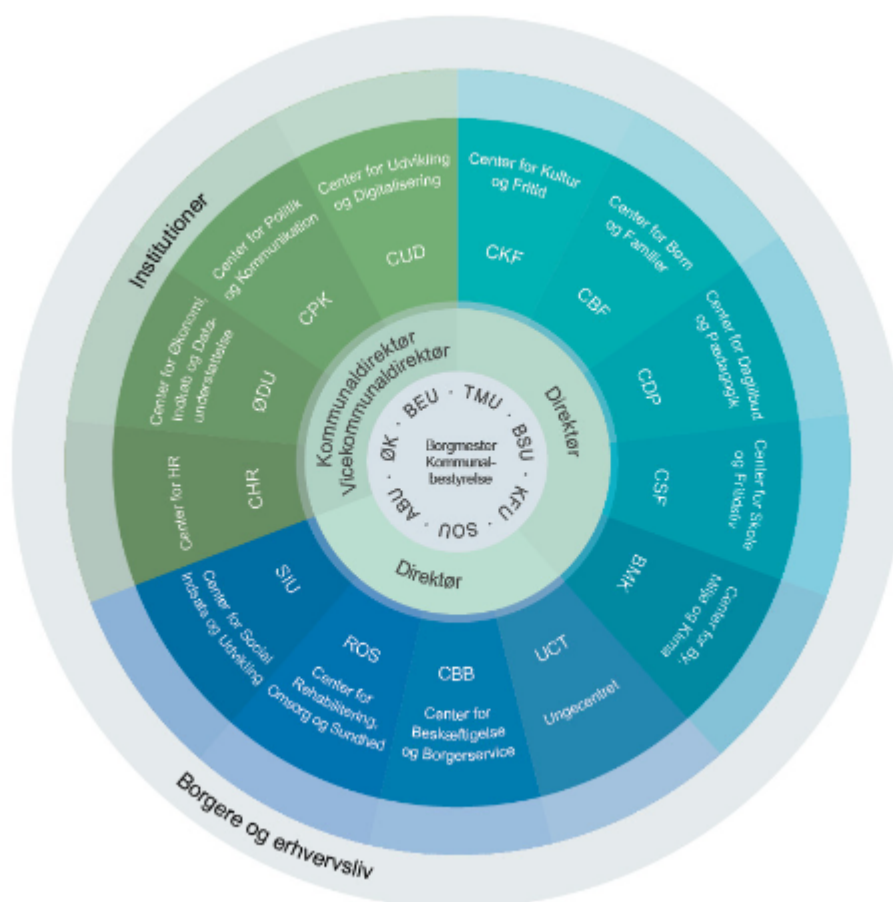 Institutioner
Center for Udvikling
og Digitalisering
CUD
Center for Kultur
og Fritid
CKF
Center for Børn
og Familier
CBF
Center for Dagtilbud
og Pædagogik
CDP
Center for Skole
og Fritidsliv
CSF
Center for By,
Miljø og Klima
BMK
Ungecentret
UCT
Center for
Beskæftigelse
og Borgerservice
CBB
Center for
Rehabilitering,
Omsorg og Sundhed
ROS
Center for Social
Indsats og Udvikling
SIU
Center for HR
CHR
Center for Økonomi,
Indkøb og Data-
understøttelse
ØDU
Center for Politik
og Kommunikation
CPK
Kommunaldirektør
Vicekommunaldirektør
Direktør
Direktør
ABU · ØK · BEU · TMU · BSU · KFU · SOU ·
Borgmester
Kommunal-
bestyrelse
Borgere og erhvervsliv